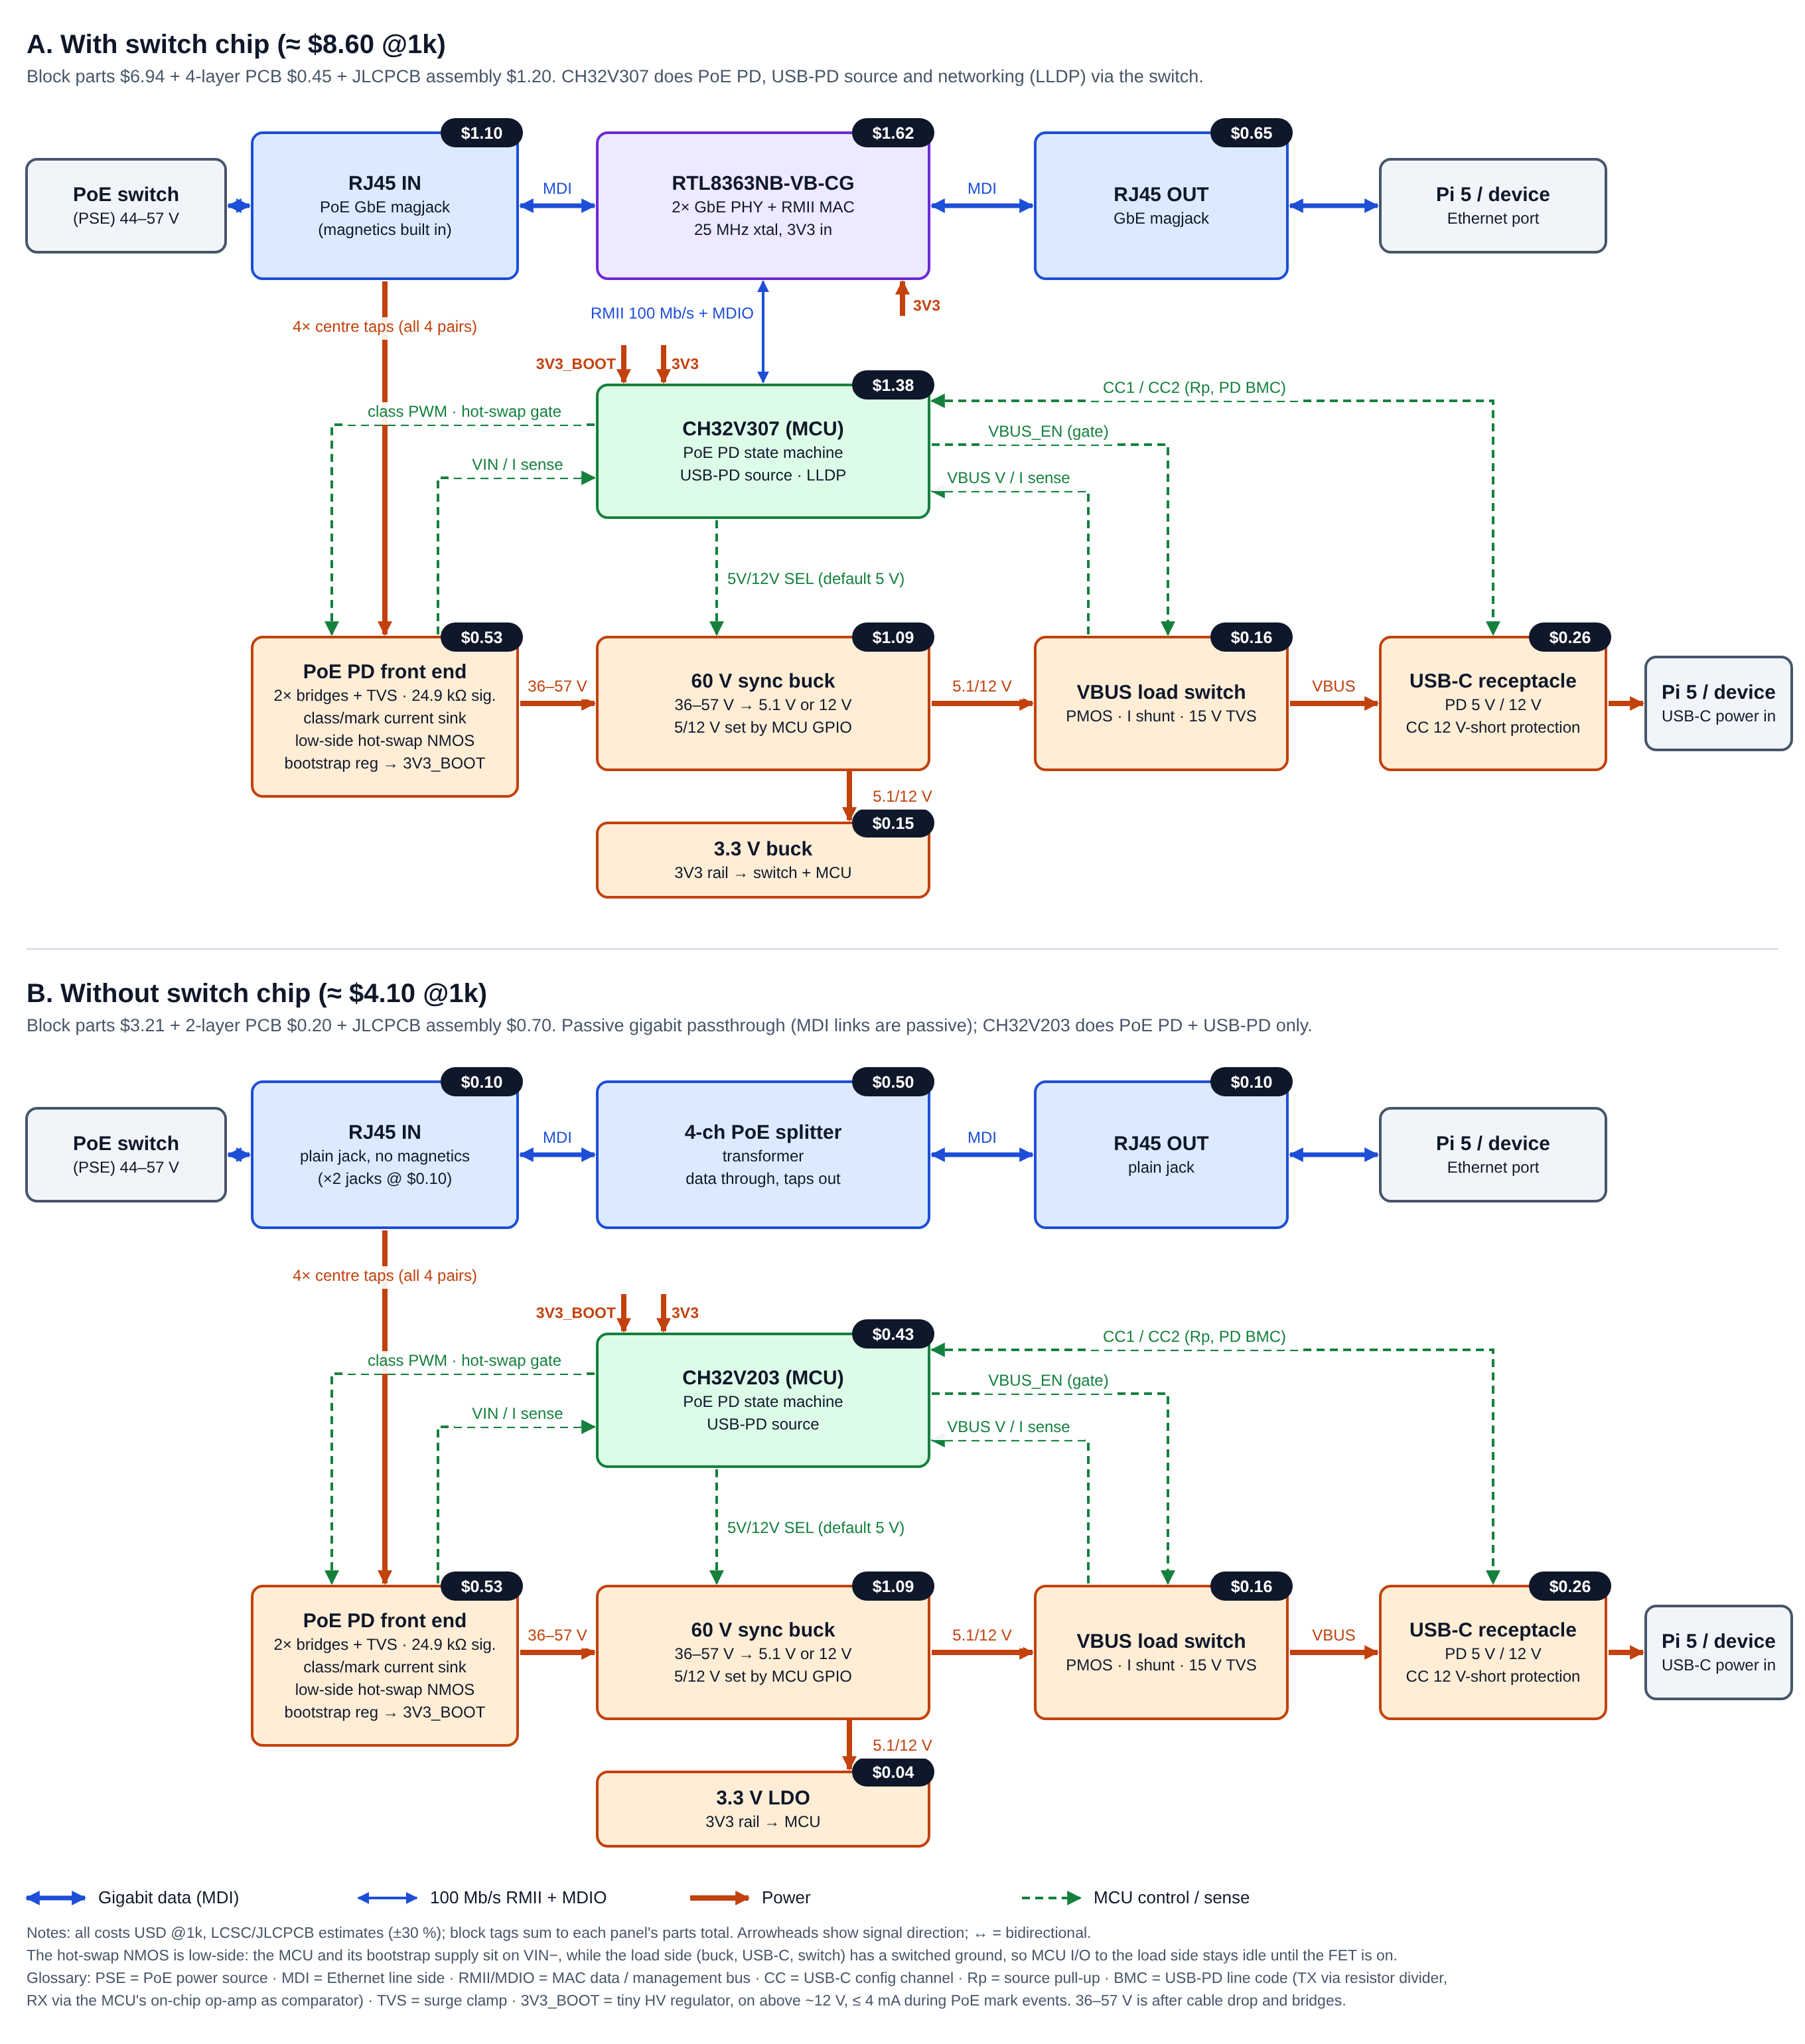 A. With switch chip (≈ $8.60 @1k)
Block parts $6.94 + 4-layer PCB $0.45 + JLCPCB assembly $1.20. CH32V307 does PoE PD, USB-PD source and networking (LLDP) via the switch.
PoE switch
(PSE) 44–57 V
$1.10
RJ45 IN
PoE GbE magjack
(magnetics built in)
MDI
$1.62
RTL8363NB-VB-CG
2× GbE PHY + RMII MAC
25 MHz xtal, 3V3 in
MDI
$0.65
RJ45 OUT
GbE magjack
Pi 5 / device
Ethernet port
4× centre taps (all 4 pairs)
RMII 100 Mb/s + MDIO
3V3
3V3_BOOT
3V3
class PWM · hot-swap gate
VIN / I sense
$1.38
CH32V307 (MCU)
PoE PD state machine
USB-PD source · LLDP
CC1 / CC2 (Rp, PD BMC)
VBUS_EN (gate)
VBUS V / I sense
5V/12V SEL (default 5 V)
$0.53
PoE PD front end
2× bridges + TVS · 24.9 kΩ sig.
class/mark current sink
low-side hot-swap NMOS
bootstrap reg → 3V3_BOOT
36–57 V
$1.09
60 V sync buck
36–57 V → 5.1 V or 12 V
5/12 V set by MCU GPIO
5.1/12 V
$0.16
VBUS load switch
PMOS · I shunt · 15 V TVS
VBUS
$0.26
USB-C receptacle
PD 5 V / 12 V
CC 12 V-short protection
Pi 5 / device
USB-C power in
5.1/12 V
$0.15
3.3 V buck
3V3 rail → switch + MCU
B. Without switch chip (≈ $4.10 @1k)
Block parts $3.21 + 2-layer PCB $0.20 + JLCPCB assembly $0.70. Passive gigabit passthrough (MDI links are passive); CH32V203 does PoE PD + USB-PD only.
PoE switch
(PSE) 44–57 V
$0.10
RJ45 IN
plain jack, no magnetics
(×2 jacks @ $0.10)
MDI
$0.50
4-ch PoE splitter
transformer
data through, taps out
MDI
$0.10
RJ45 OUT
plain jack
Pi 5 / device
Ethernet port
4× centre taps (all 4 pairs)
3V3_BOOT
3V3
class PWM · hot-swap gate
VIN / I sense
$0.43
CH32V203 (MCU)
PoE PD state machine
USB-PD source
CC1 / CC2 (Rp, PD BMC)
VBUS_EN (gate)
VBUS V / I sense
5V/12V SEL (default 5 V)
$0.53
PoE PD front end
2× bridges + TVS · 24.9 kΩ sig.
class/mark current sink
low-side hot-swap NMOS
bootstrap reg → 3V3_BOOT
36–57 V
$1.09
60 V sync buck
36–57 V → 5.1 V or 12 V
5/12 V set by MCU GPIO
5.1/12 V
$0.16
VBUS load switch
PMOS · I shunt · 15 V TVS
VBUS
$0.26
USB-C receptacle
PD 5 V / 12 V
CC 12 V-short protection
Pi 5 / device
USB-C power in
5.1/12 V
$0.04
3.3 V LDO
3V3 rail → MCU
Gigabit data (MDI)
100 Mb/s RMII + MDIO
Power
MCU control / sense
Notes: all costs USD @1k, LCSC/JLCPCB estimates (±30 %); block tags sum to each panel's parts total. Arrowheads show signal direction; ↔ = bidirectional.
The hot-swap NMOS is low-side: the MCU and its bootstrap supply sit on VIN−, while the load side (buck, USB-C, switch) has a switched ground, so MCU I/O to the load side stays idle until the FET is on.
Glossary: PSE = PoE power source · MDI = Ethernet line side · RMII/MDIO = MAC data / management bus · CC = USB-C config channel · Rp = source pull-up · BMC = USB-PD line code (TX via resistor divider,
RX via the MCU's on-chip op-amp as comparator) · TVS = surge clamp · 3V3_BOOT = tiny HV regulator, on above ~12 V, ≤ 4 mA during PoE mark events. 36–57 V is after cable drop and bridges.